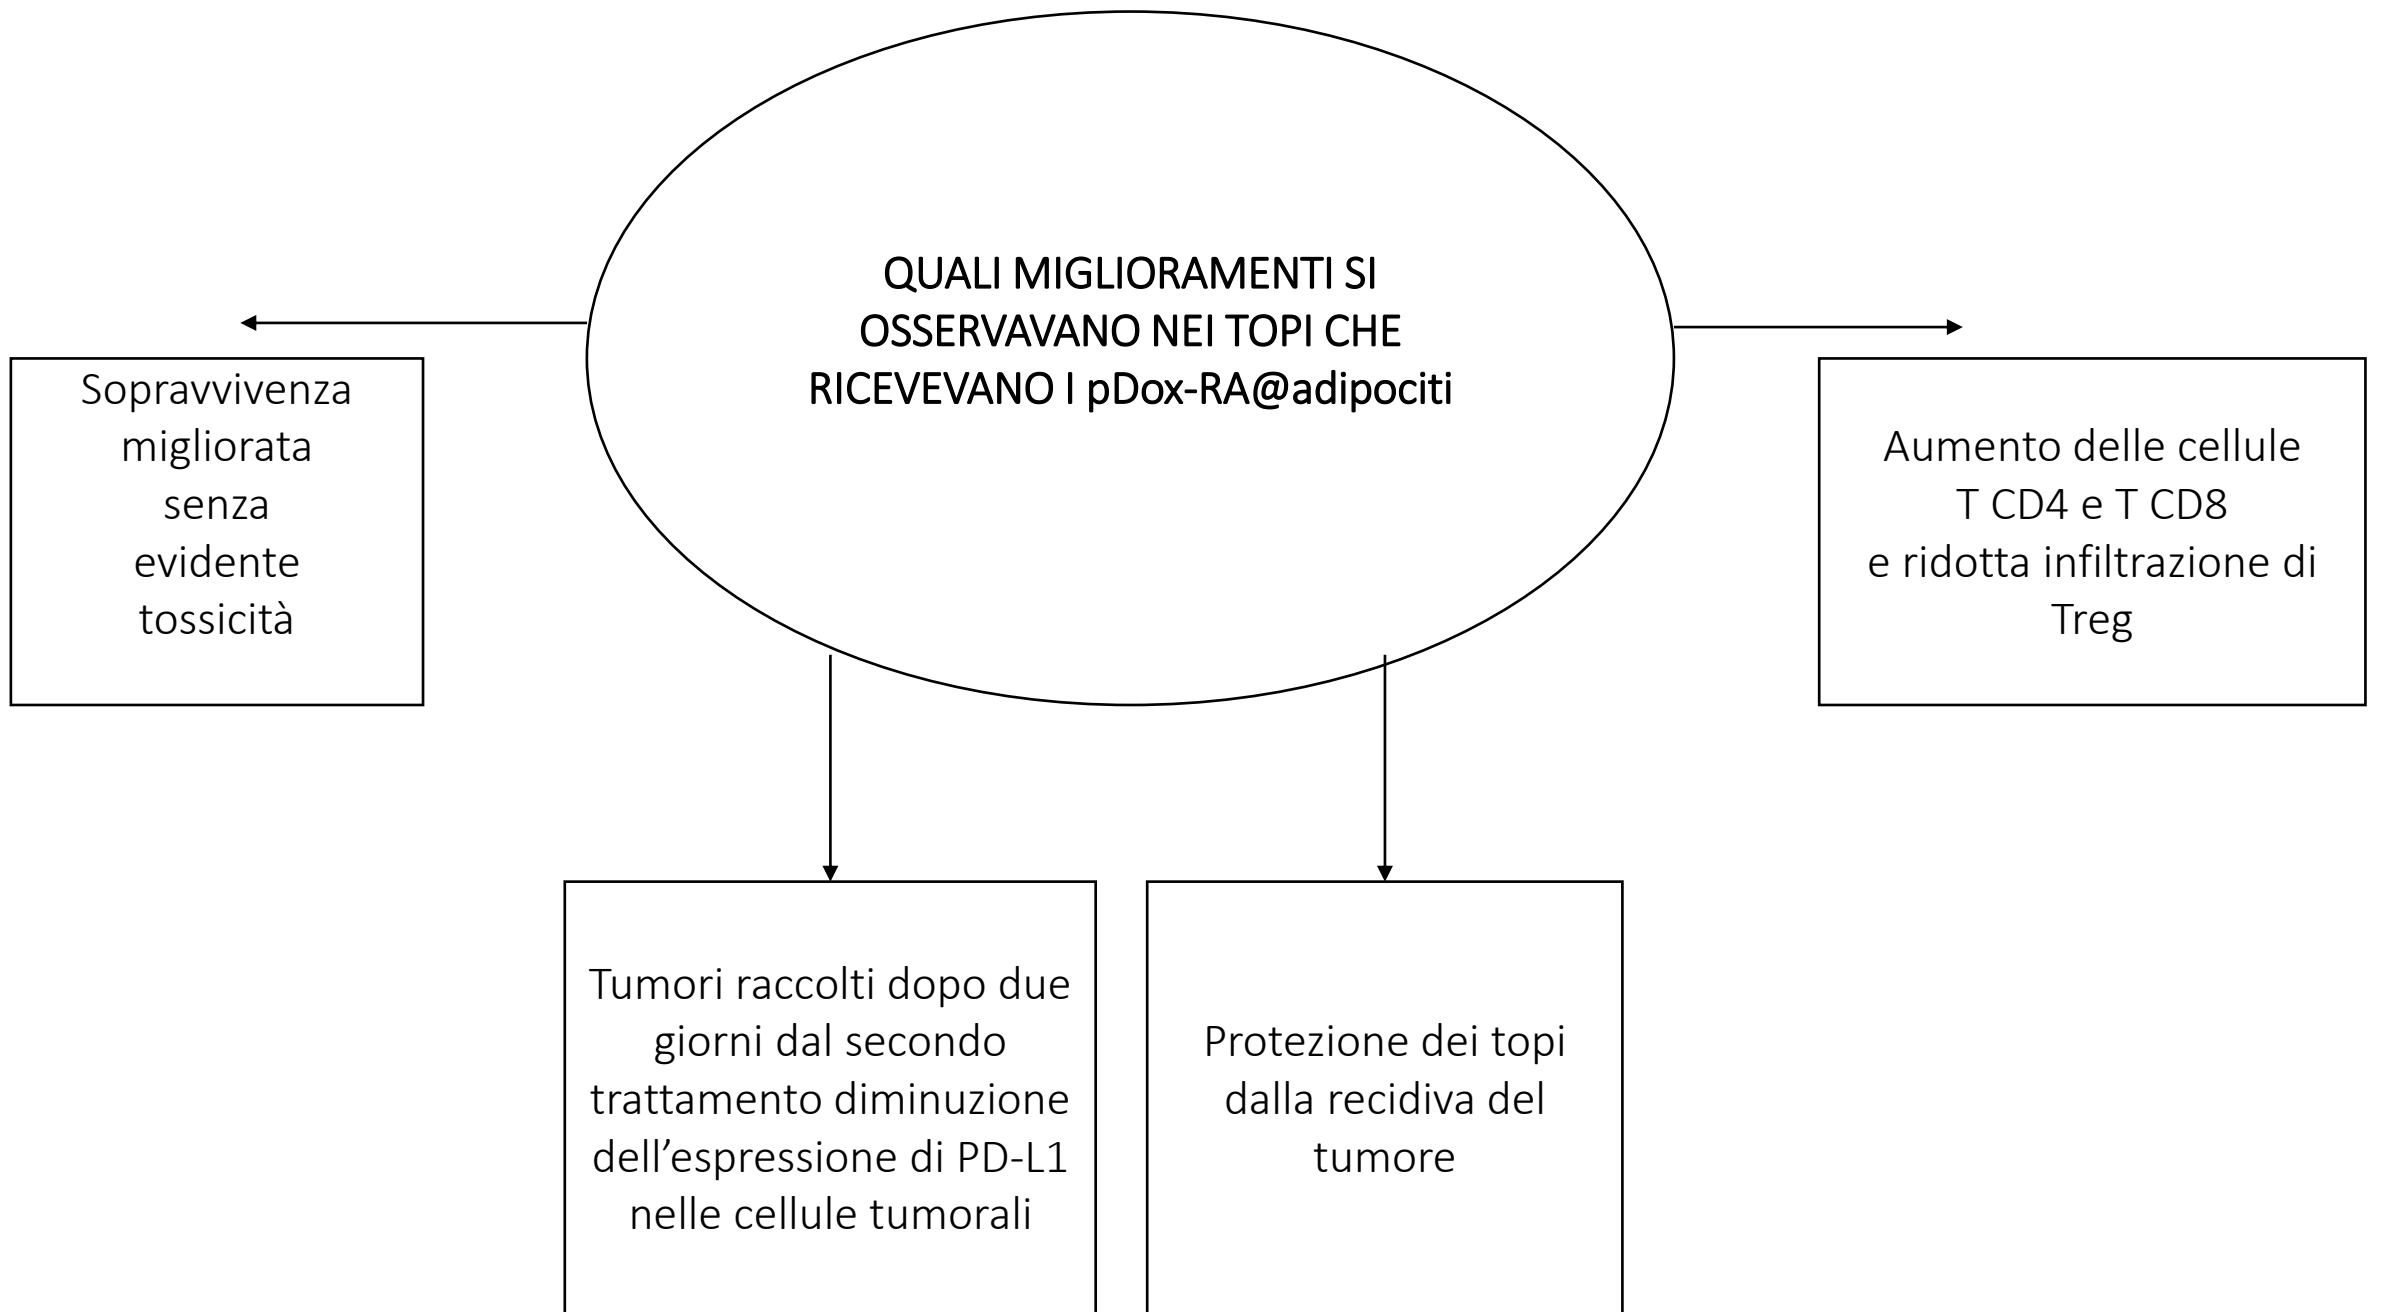 QUALI MIGLIORAMENTI SI
OSSERVAVANO NEI TOPI CHE
RICEVEVANO I pDox-RA@adipociti
Sopravvivenza
migliorata
senza
evidente
tossicità
Aumento delle cellule
T CD4 e T CD8
e ridotta infiltrazione di
Treg
Tumori raccolti dopo due
giorni dal secondo
trattamento diminuzione
dell’espressione di PD-L1
nelle cellule tumorali
Protezione dei topi
dalla recidiva del
tumore